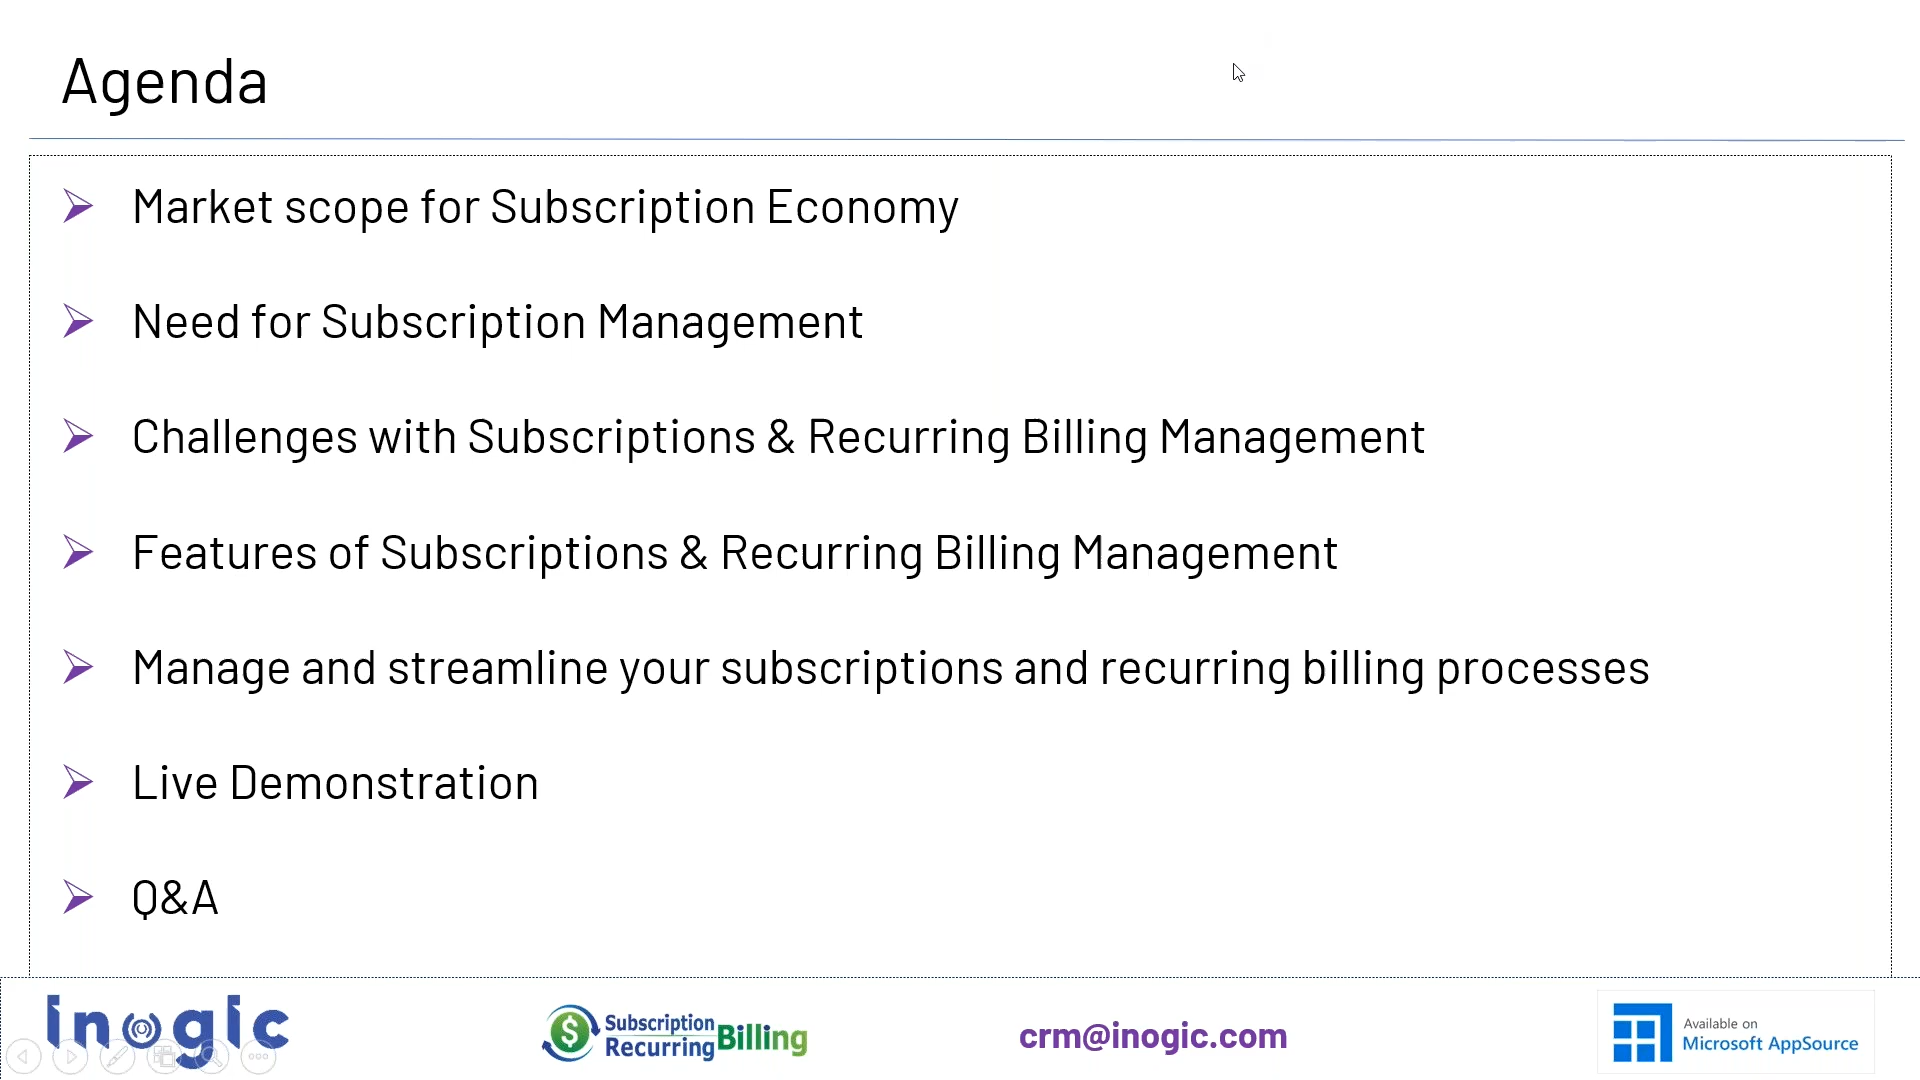 Agenda
Market scope for Subscription Economy
Need for Subscription Management
Challenges with Subscriptions & Recurring Billing Management
Features of Subscriptions & Recurring Billing Management
Manage and streamline your subscriptions and recurring billing processes
Live Demonstration
Q&A
inogic
Subscription
Recurring Billing
crm@inogic.com
Available on
Microsoft AppSource